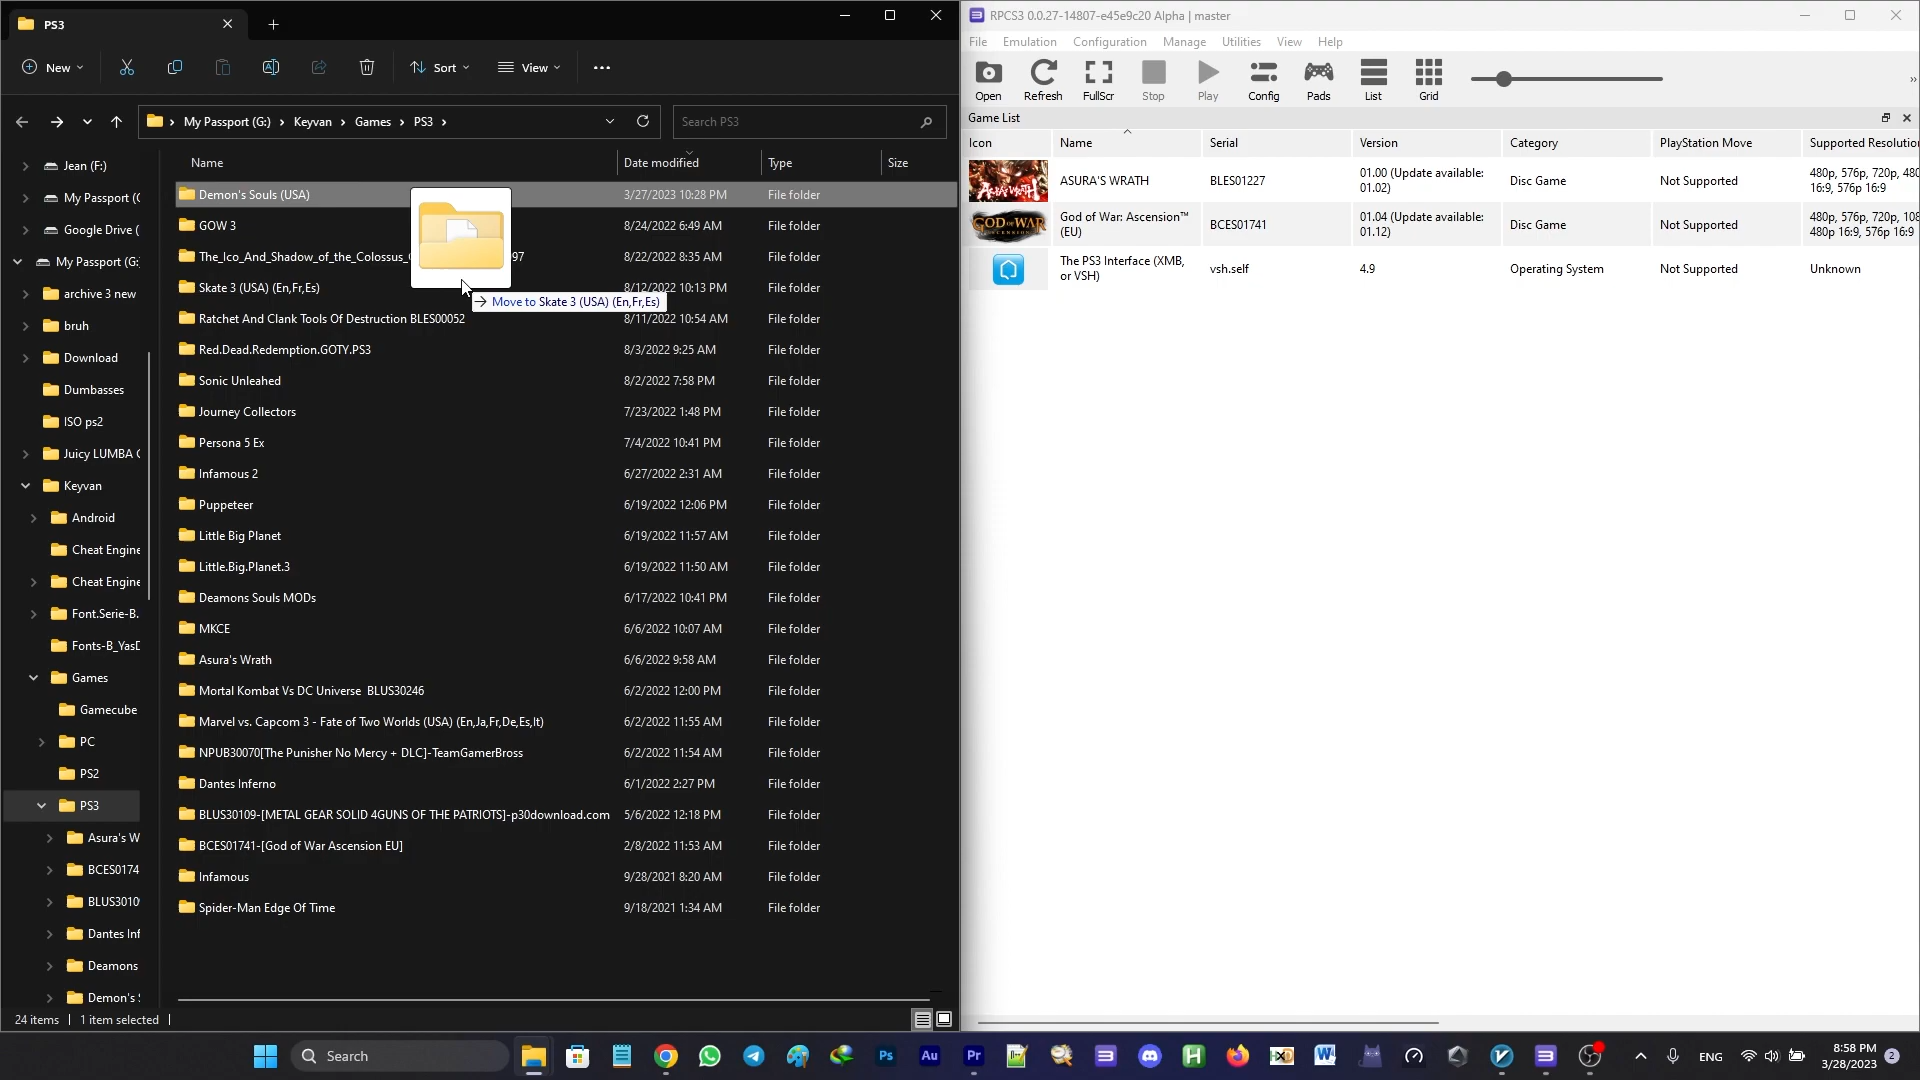 PS3
New
Sort
View
My Passport (G:)
Keyvan
Games
PS3
Search PS3
Name
Date modified
Type
Size
Jean (F:)
My Passport (
Google Drive (
My Passport (G:
archive 3 new
bruh
Download
Dumbasses
ISO ps2
Juicy LUMBA
Keyvan
Android
Cheat Engine
Cheat Engine
Font.Serie-B.
Fonts-B_Yas
Games
Gamecube
PC
PS2
PS3
Asura's W
BCES0174
BLUS3010
Dantes Inf
Deamons
Demon's
Demon's Souls (USA) 3/27/2023 10:28 PM File folder
GOW 3 8/24/2022 6:49 AM File folder
The_Ico_And_Shadow_of_the_Colossus_ 97 8/22/2022 8:35 AM File folder
Skate 3 (USA) (En,Fr,Es) 8/12/2022 10:13 PM File folder
Move to Skate 3 (USA) (En,Fr,Es)
Ratchet And Clank Tools Of Destruction BLES00052 8/11/2022 10:54 AM File folder
Red.Dead.Redemption.GOTY.PS3 8/3/2022 9:25 AM File folder
Sonic Unleahed 8/2/2022 7:58 PM File folder
Journey Collectors 7/23/2022 1:48 PM File folder
Persona 5 Ex 7/4/2022 10:41 PM File folder
Infamous 2 6/27/2022 2:31 AM File folder
Puppeteer 6/19/2022 12:06 PM File folder
Little Big Planet 6/19/2022 11:57 AM File folder
Little.Big.Planet.3 6/19/2022 11:50 AM File folder
Deamons Souls MODs 6/17/2022 10:41 PM File folder
MKCE 6/6/2022 10:07 AM File folder
Asura's Wrath 6/6/2022 9:58 AM File folder
Mortal Kombat Vs DC Universe BLUS30246 6/2/2022 12:00 PM File folder
Marvel vs. Capcom 3 - Fate of Two Worlds (USA) (En,Ja,Fr,De,Es,It) 6/2/2022 11:55 AM File folder
NPUB30070[The Punisher No Mercy + DLC]-TeamGamerBross 6/2/2022 11:54 AM File folder
Dantes Inferno 6/1/2022 2:27 PM File folder
BLUS30109-[METAL GEAR SOLID 4GUNS OF THE PATRIOTS]-p30download.com 5/6/2022 12:18 PM File folder
BCES01741-[God of War Ascension EU] 2/8/2022 11:53 AM File folder
Infamous 9/28/2021 8:20 AM File folder
Spider-Man Edge Of Time 9/18/2021 1:34 AM File folder
24 items
1 item selected
RPCS3 0.0.27-14807-e45e9c20 Alpha | master
File Emulation Configuration Manage Utilities View Help
Open Refresh FullScr Stop Play Config Pads List Grid
Game List
Icon Name Serial Version Category PlayStation Move Supported Resolutio
ASURA'S WRATH
ASURA'S WRATH BLES01227 01.00 (Update available: 01.02) Disc Game Not Supported 480p, 576p, 720p, 48 16:9, 576p 16:9
GOD OF WAR
God of War: Ascension™ (EU) BCES01741 01.04 (Update available: 01.12) Disc Game Not Supported 480p, 576p, 720p, 108 480p 16:9, 576p 16:9
The PS3 Interface (XMB, or VSH) vsh.self 4.9 Operating System Not Supported Unknown
Search
Ps
Au
Pr
ENG
8:58 PM
3/28/2023
2